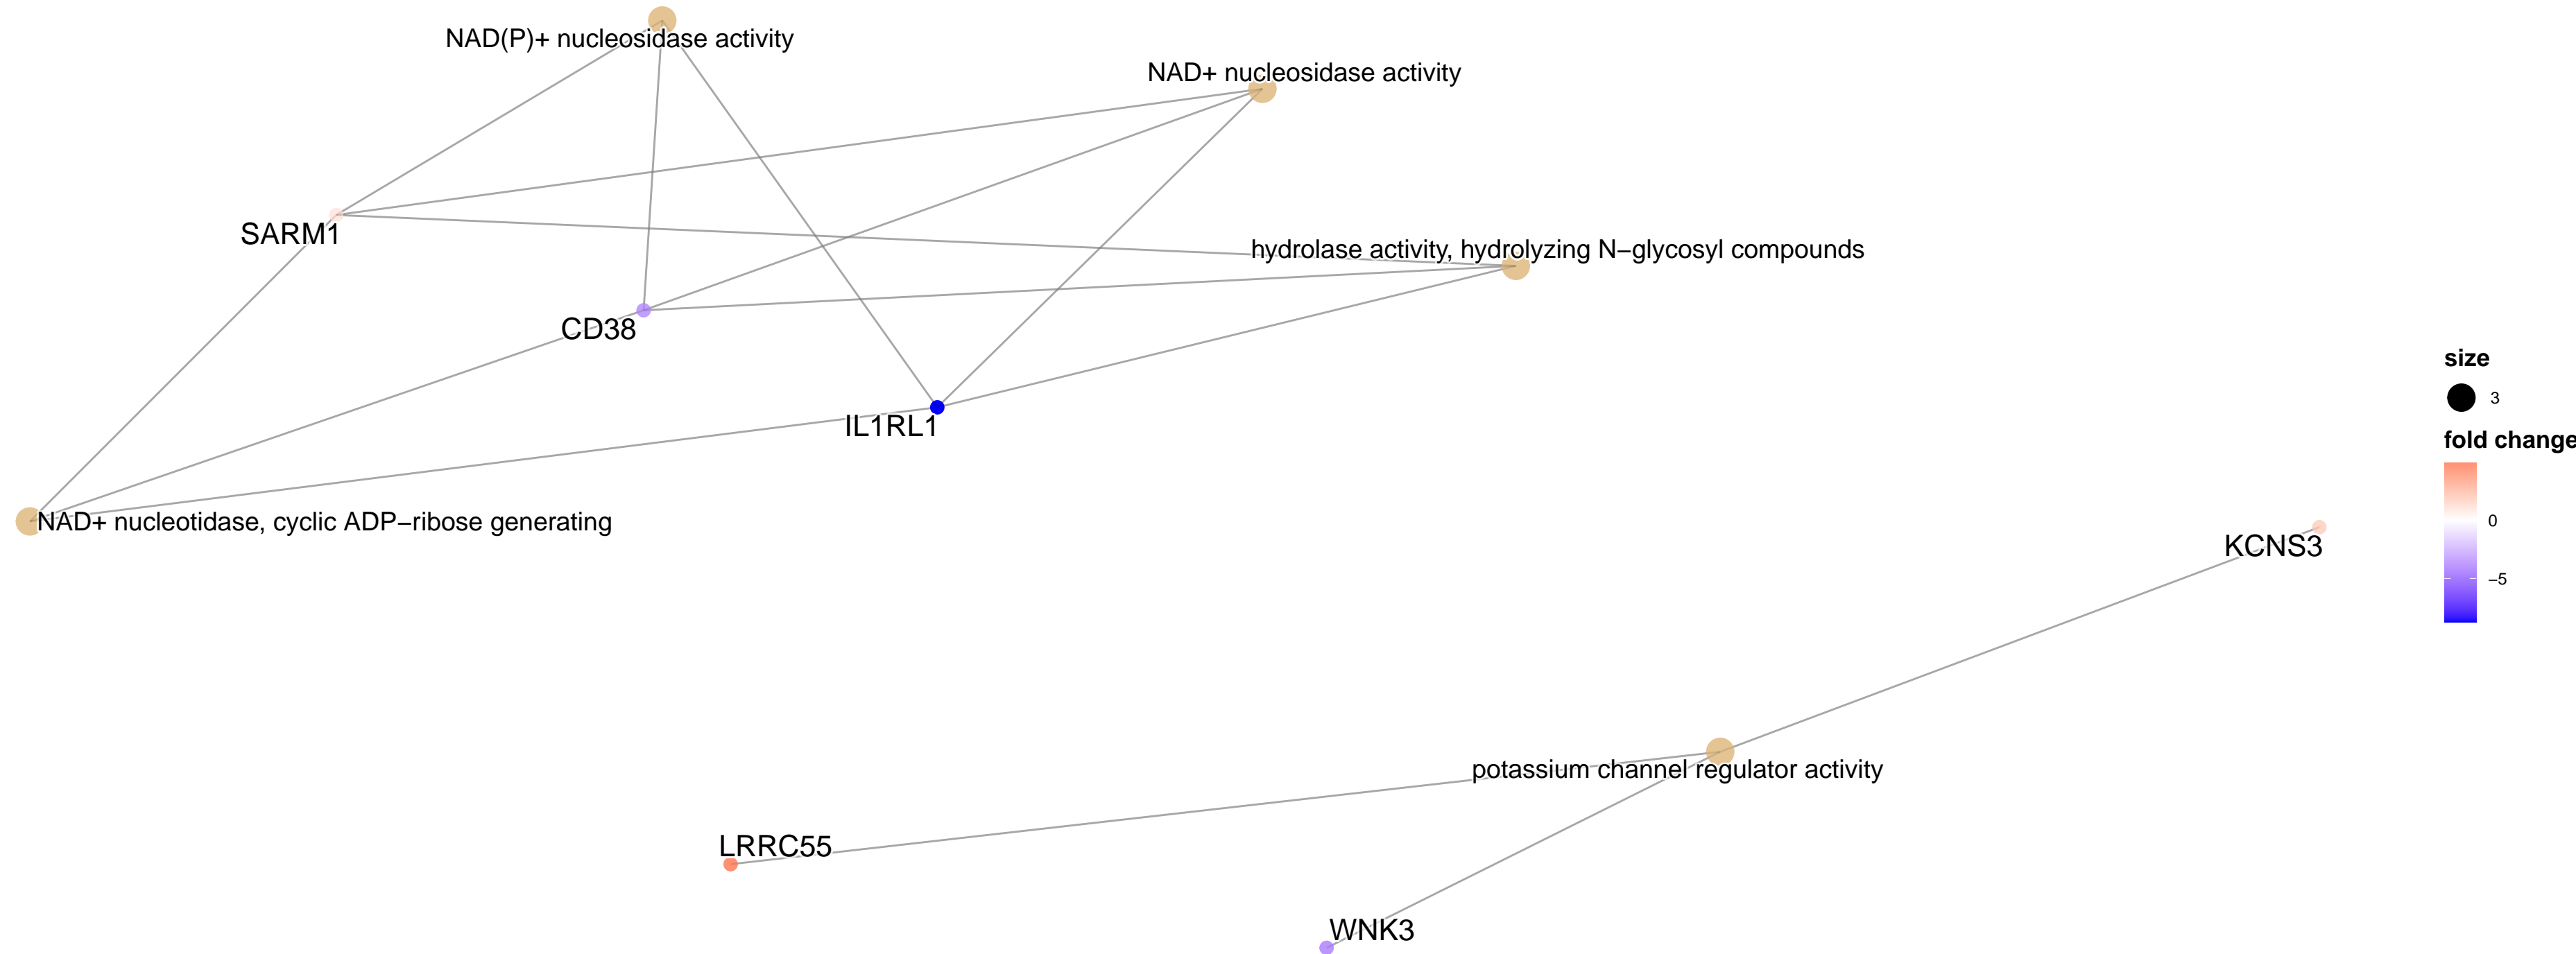 NAD(P)+ nucleosidase activity
NAD+ nucleosidase activity
SARM1
hydrolase activity, hydrolyzing N−glycosyl compounds
CD38
IL1RL1
NAD+ nucleotidase, cyclic ADP−ribose generating
KCNS3
potassium channel regulator activity
LRRC55
WNK3
size
3
fold change
0
−5